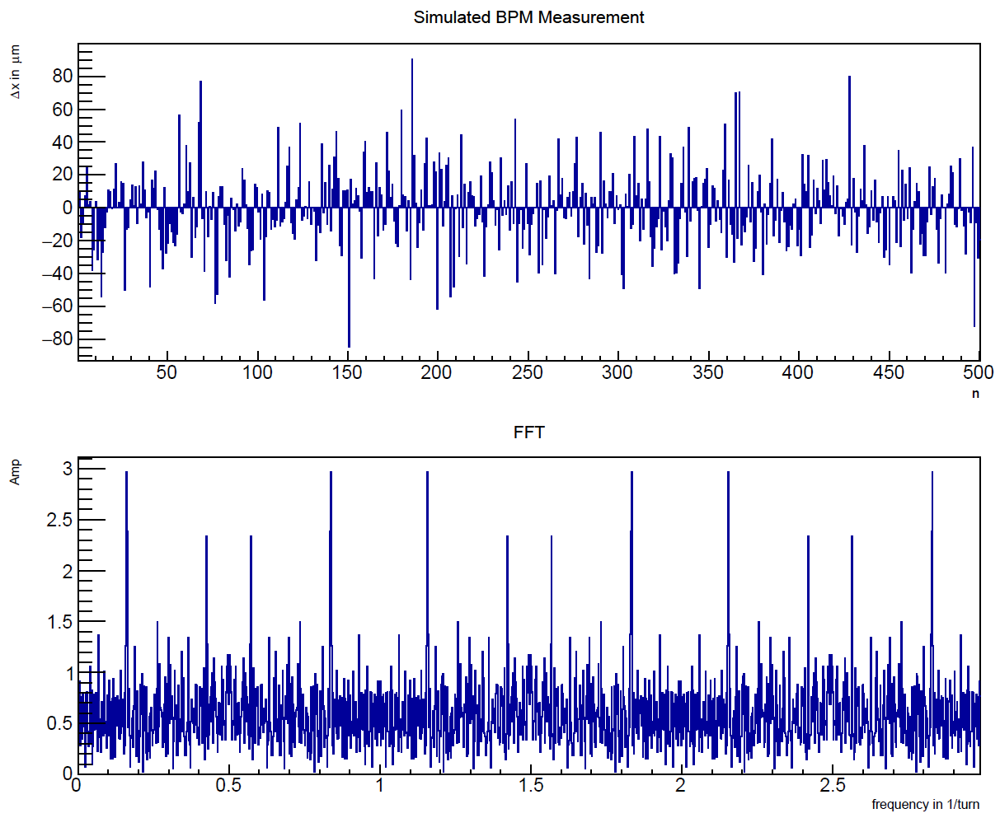 Simulated BPM Measurement
Δx in μm
80
60
40
20
0
−20
−40
−60
−80
50 100 150 200 250 300 350 400 450 500
n
FFT
Amp
3
2.5
2
1.5
1
0.5
0
0 0.5 1 1.5 2 2.5
frequency in 1/turn